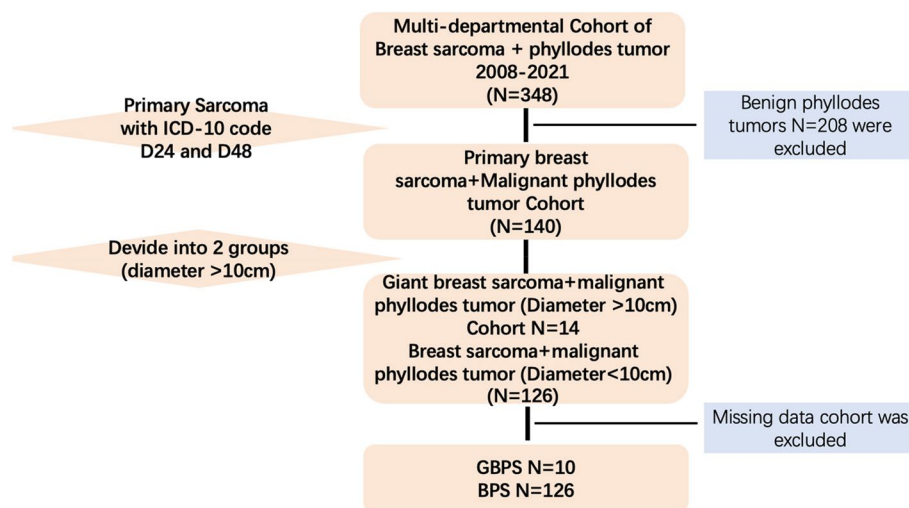 Multi-departmental Cohort of
Breast sarcoma + phyllodes tumor
2008-2021
(N=348)
Primary Sarcoma
with ICD-10 code
D24 and D48
Benign phyllodes
tumors N=208 were
excluded
Primary breast
sarcoma+Malignant phyllodes
tumor Cohort
(N=140)
Devide into 2 groups
(diameter >10cm)
Giant breast sarcoma+malignant
phyllodes tumor (Diameter >10cm)
Cohort N=14
Breast sarcoma+malignant
phyllodes tumor (Diameter<10cm)
(N=126)
Missing data cohort was
excluded
GBPS N=10
BPS N=126